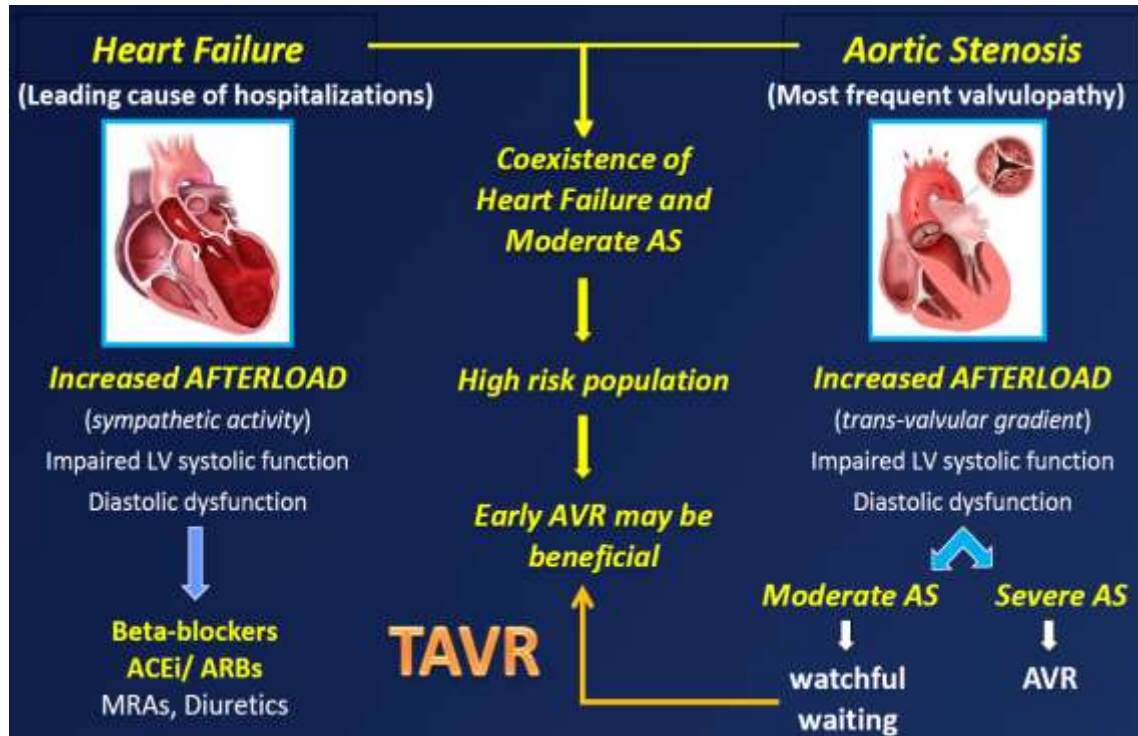 Heart Failure
(Leading cause of hospitalizations)
Increased AFTERLOAD
(sympathetic activity)
Impaired LV systolic function
Diastolic dysfunction
Beta-blockers
ACEi/ ARBs
MRAs, Diuretics
Coexistence of
Heart Failure and
Moderate AS
High risk population
Early AVR may be
beneficial
TAVR
Aortic Stenosis
(Most frequent valvulopathy)
Increased AFTERLOAD
(trans-valvular gradient)
Impaired LV systolic function
Diastolic dysfunction
Moderate AS
watchful
waiting
Severe AS
AVR